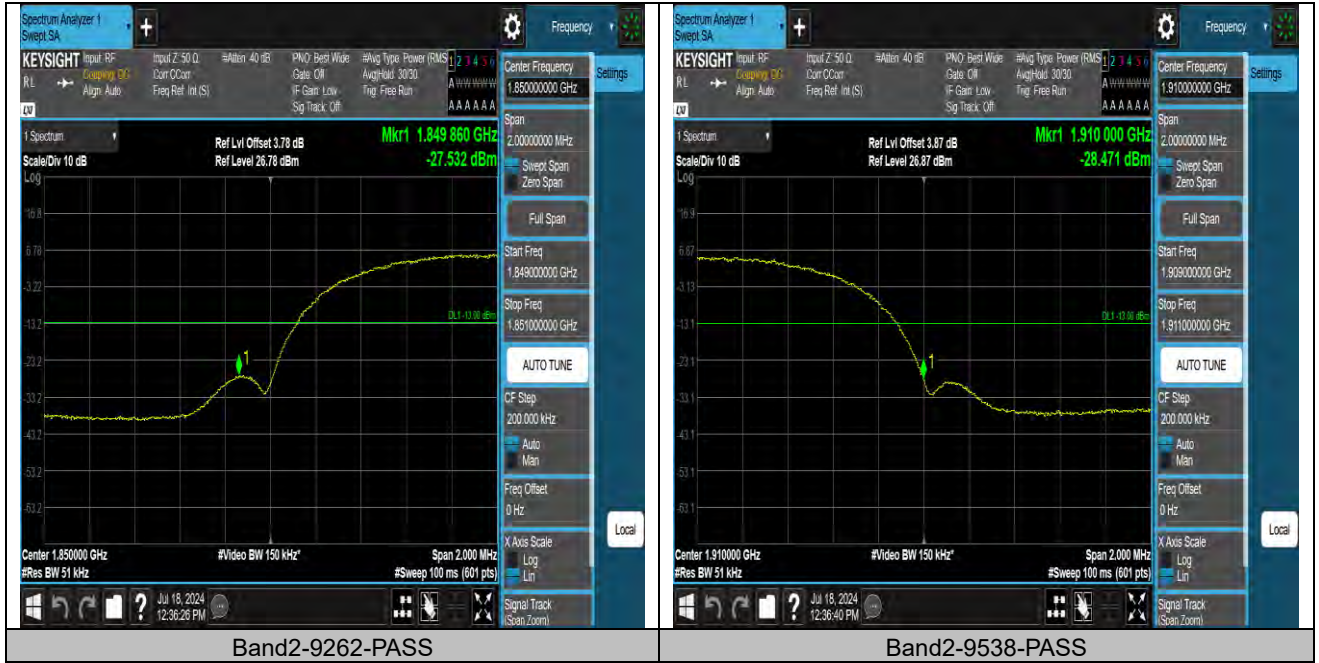 Spectrum Analyzer 1
Swept SA
+
Frequency
KEYSIGHT
RL
LXI
Input: RF
Coupling: DC
Align: Auto
Input Z: 50 Ω
Corr CCorr
Freq Ref: Int (S)
#Atten: 40 dB
PNO: Best Wide
Gate: Off
IF Gain: Low
Sig Track: Off
#Avg Type: Power (RMS
Avg|Hold: 30/30
Trig: Free Run
1 2 3 4 5 6
A W W W W W
A A A A A A
Center Frequency
1.850000000 GHz
Settings
1 Spectrum
Scale/Div 10 dB
Log
Ref Lvl Offset 3.78 dB
Ref Level 26.78 dBm
Mkr1 1.849 860 GHz
-27.532 dBm
Span
2.00000000 MHz
Swept Span
Zero Span
Full Span
Start Freq
1.849000000 GHz
Stop Freq
1.851000000 GHz
AUTO TUNE
CF Step
200.000 kHz
Auto
Man
Freq Offset
0 Hz
X Axis Scale
Log
Lin
Signal Track
(Span Zoom)
Local
16.8
6.78
-3.22
-13.2
-23.2
-33.2
-43.2
-53.2
-63.2
DL1 -13.00 dBm
1
Center 1.850000 GHz
#Res BW 51 kHz
#Video BW 150 kHz*
Span 2.000 MHz
#Sweep 100 ms (601 pts)
?
Jul 18, 2024
12:36:26 PM
Band2-9262-PASS
Spectrum Analyzer 1
Swept SA
+
Frequency
KEYSIGHT
RL
LXI
Input: RF
Coupling: DC
Align: Auto
Input Z: 50 Ω
Corr CCorr
Freq Ref: Int (S)
#Atten: 40 dB
PNO: Best Wide
Gate: Off
IF Gain: Low
Sig Track: Off
#Avg Type: Power (RMS
Avg|Hold: 30/30
Trig: Free Run
1 2 3 4 5 6
A W W W W W
A A A A A A
Center Frequency
1.910000000 GHz
Settings
1 Spectrum
Scale/Div 10 dB
Log
Ref Lvl Offset 3.87 dB
Ref Level 26.87 dBm
Mkr1 1.910 000 GHz
-28.471 dBm
Span
2.00000000 MHz
Swept Span
Zero Span
Full Span
Start Freq
1.909000000 GHz
Stop Freq
1.911000000 GHz
AUTO TUNE
CF Step
200.000 kHz
Auto
Man
Freq Offset
0 Hz
X Axis Scale
Log
Lin
Signal Track
(Span Zoom)
Local
16.9
6.87
-3.13
-13.1
-23.1
-33.1
-43.1
-53.1
-63.1
DL1 -13.00 dBm
1
Center 1.910000 GHz
#Res BW 51 kHz
#Video BW 150 kHz*
Span 2.000 MHz
#Sweep 100 ms (601 pts)
?
Jul 18, 2024
12:36:40 PM
Band2-9538-PASS